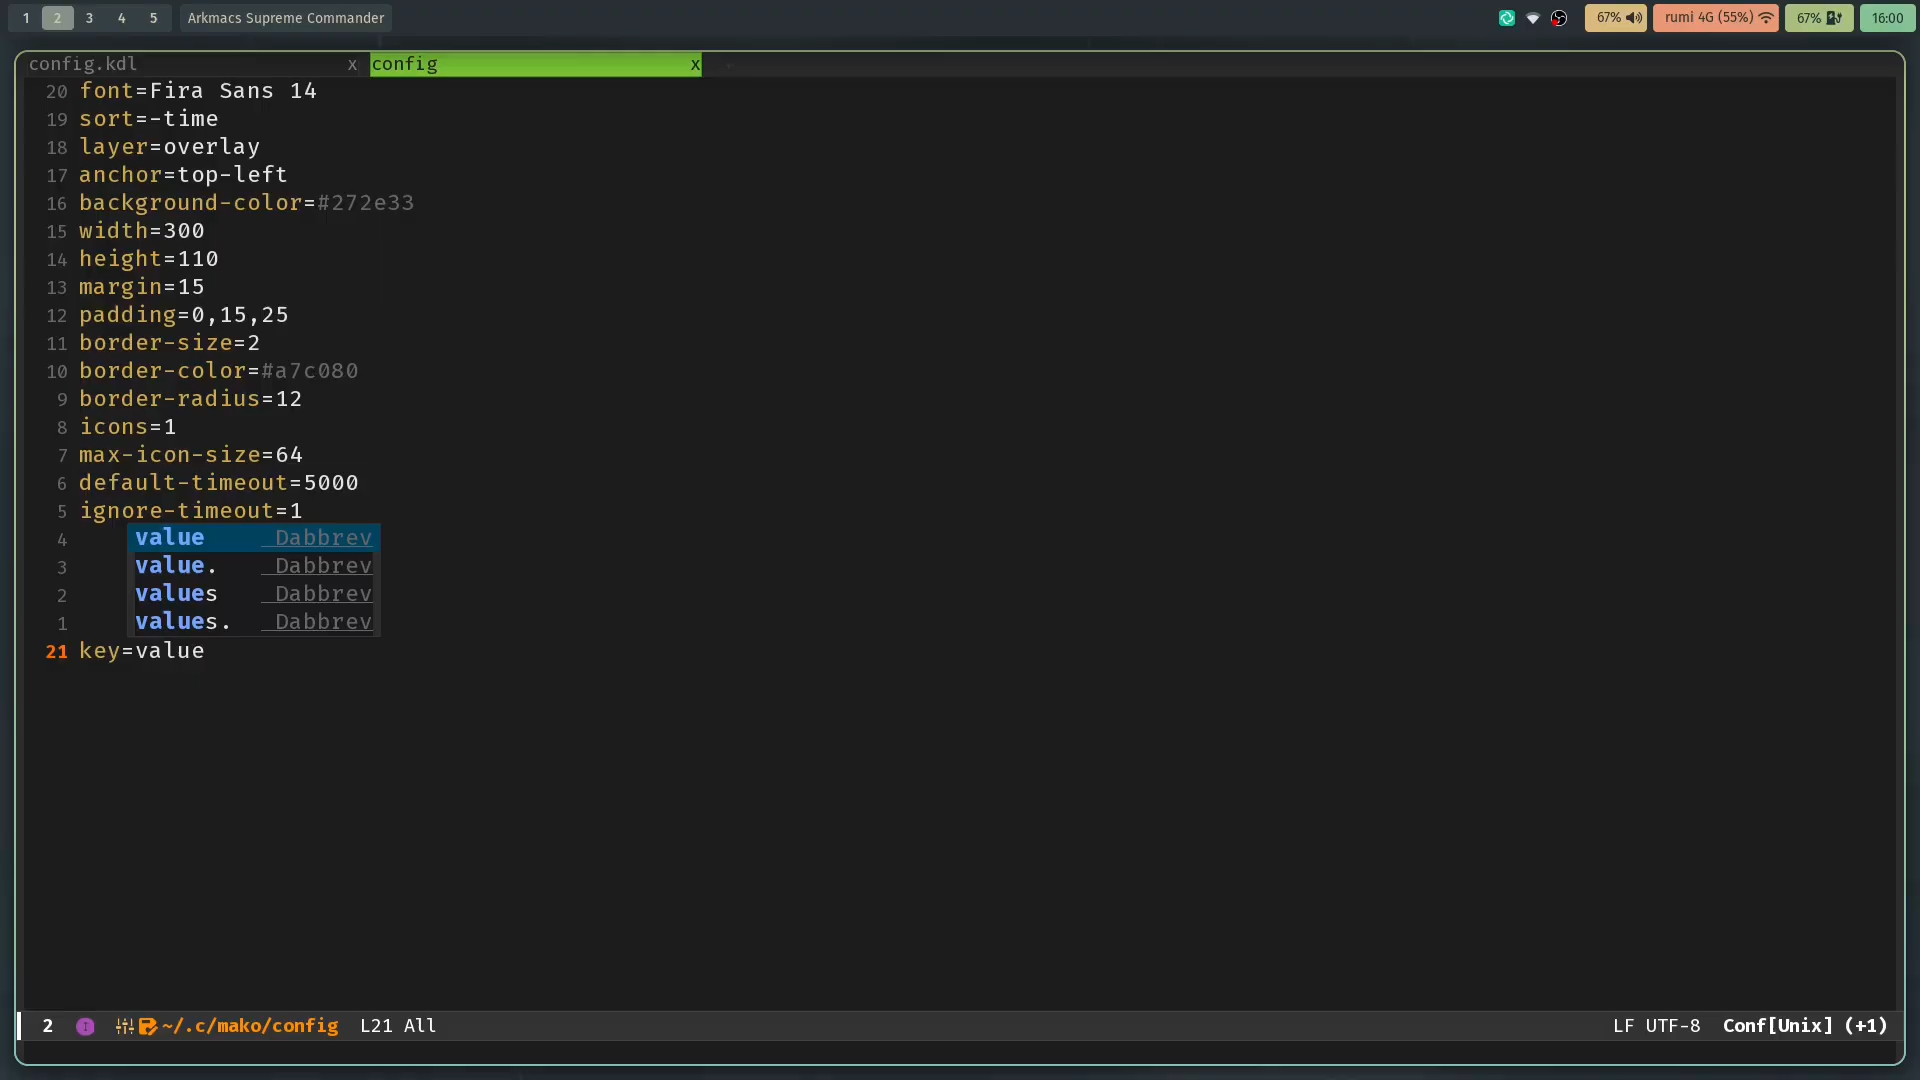 1 2 3 4 5 Arkmacs Supreme Commander 67% rumi 4G (55%) 67% 16:00
config.kdl x config x
20 font=Fira Sans 14
19 sort=-time
18 layer=overlay
17 anchor=top-left
16 background-color=#272e33
15 width=300
14 height=110
13 margin=15
12 padding=0,15,25
11 border-size=2
10 border-color=#a7c080
9 border-radius=12
8 icons=1
7 max-icon-size=64
6 default-timeout=5000
5 ignore-timeout=1
4 value Dabbrev
3 value. Dabbrev
2 values Dabbrev
1 values. Dabbrev
21 key=value
2 I ~/.c/mako/config L21 All LF UTF-8 Conf[Unix] (+1)